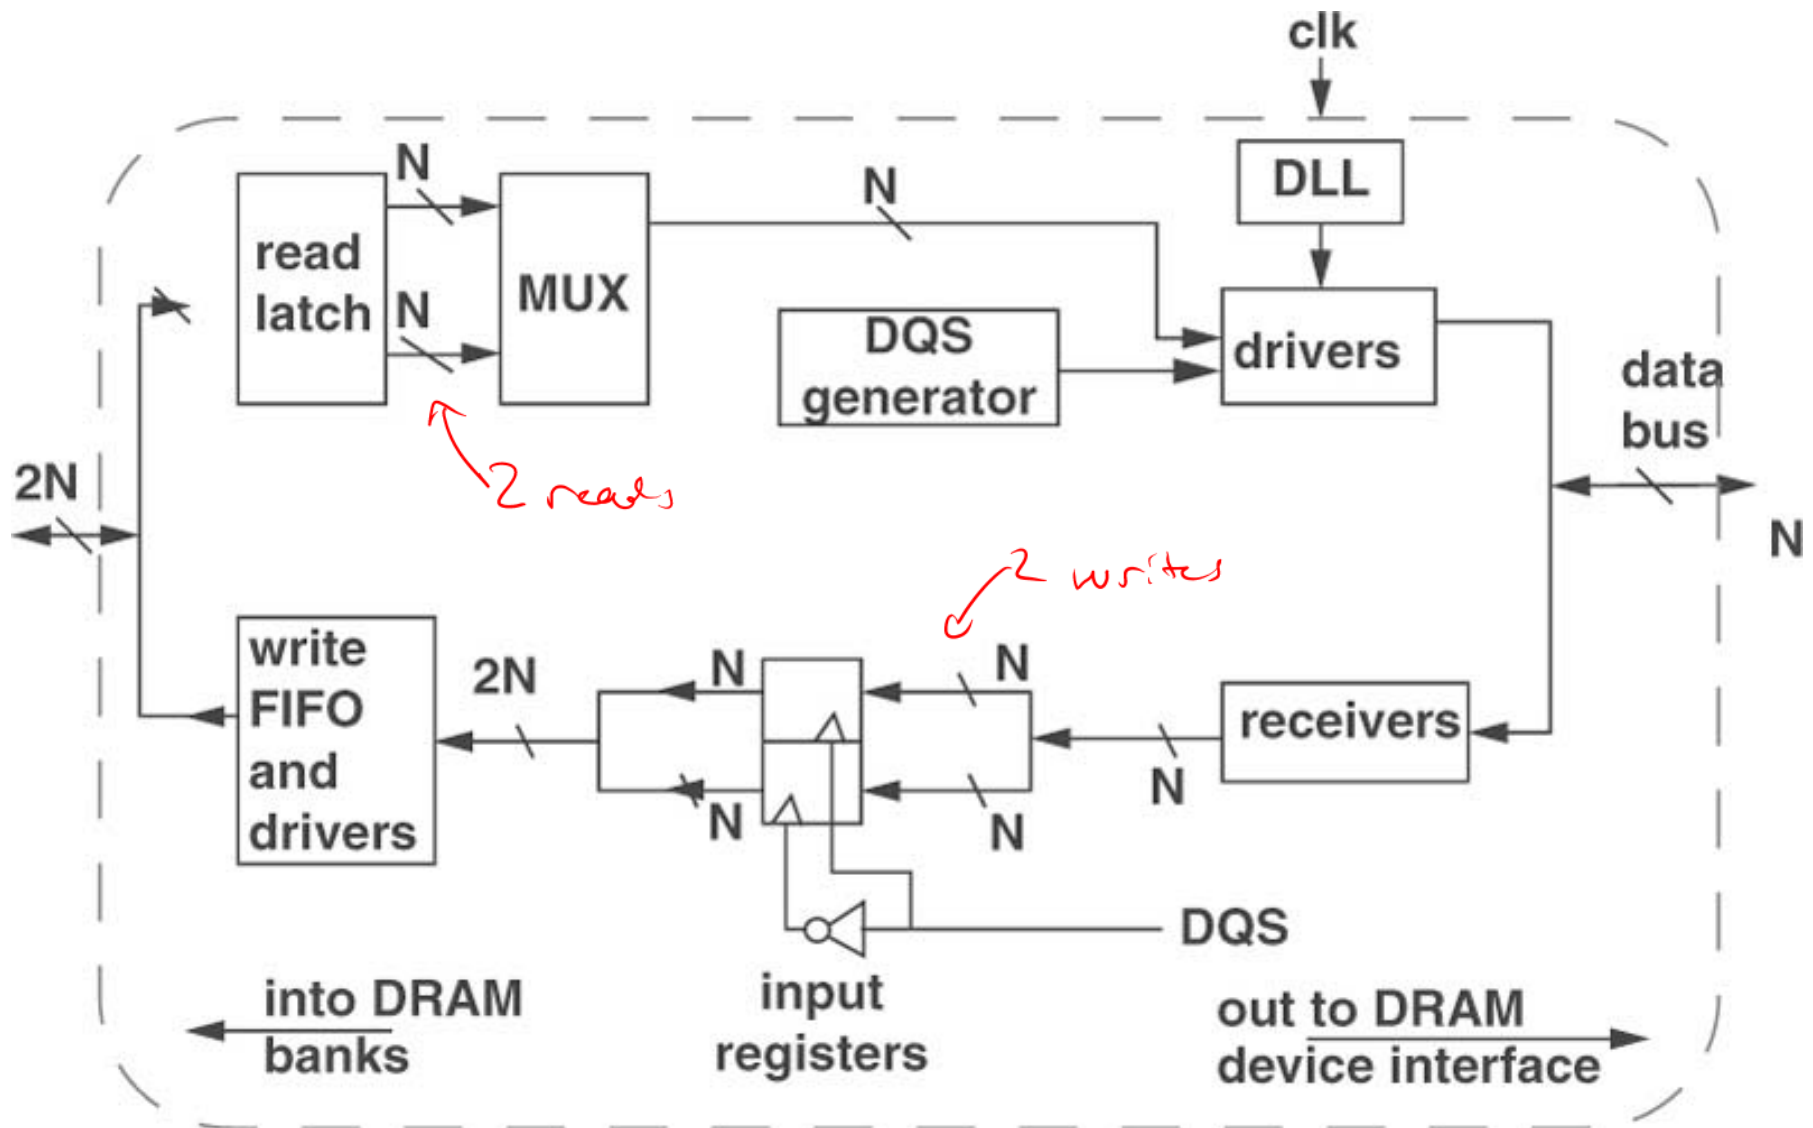 clk
DLL
N
N
read
latch
N
MUX
DQS
generator
drivers
data
bus
2N
2 reads
N
2 writes
write
FIFO
and
drivers
2N
N
N
N
N
receivers
N
DQS
input
registers
into DRAM
banks
out to DRAM
device interface